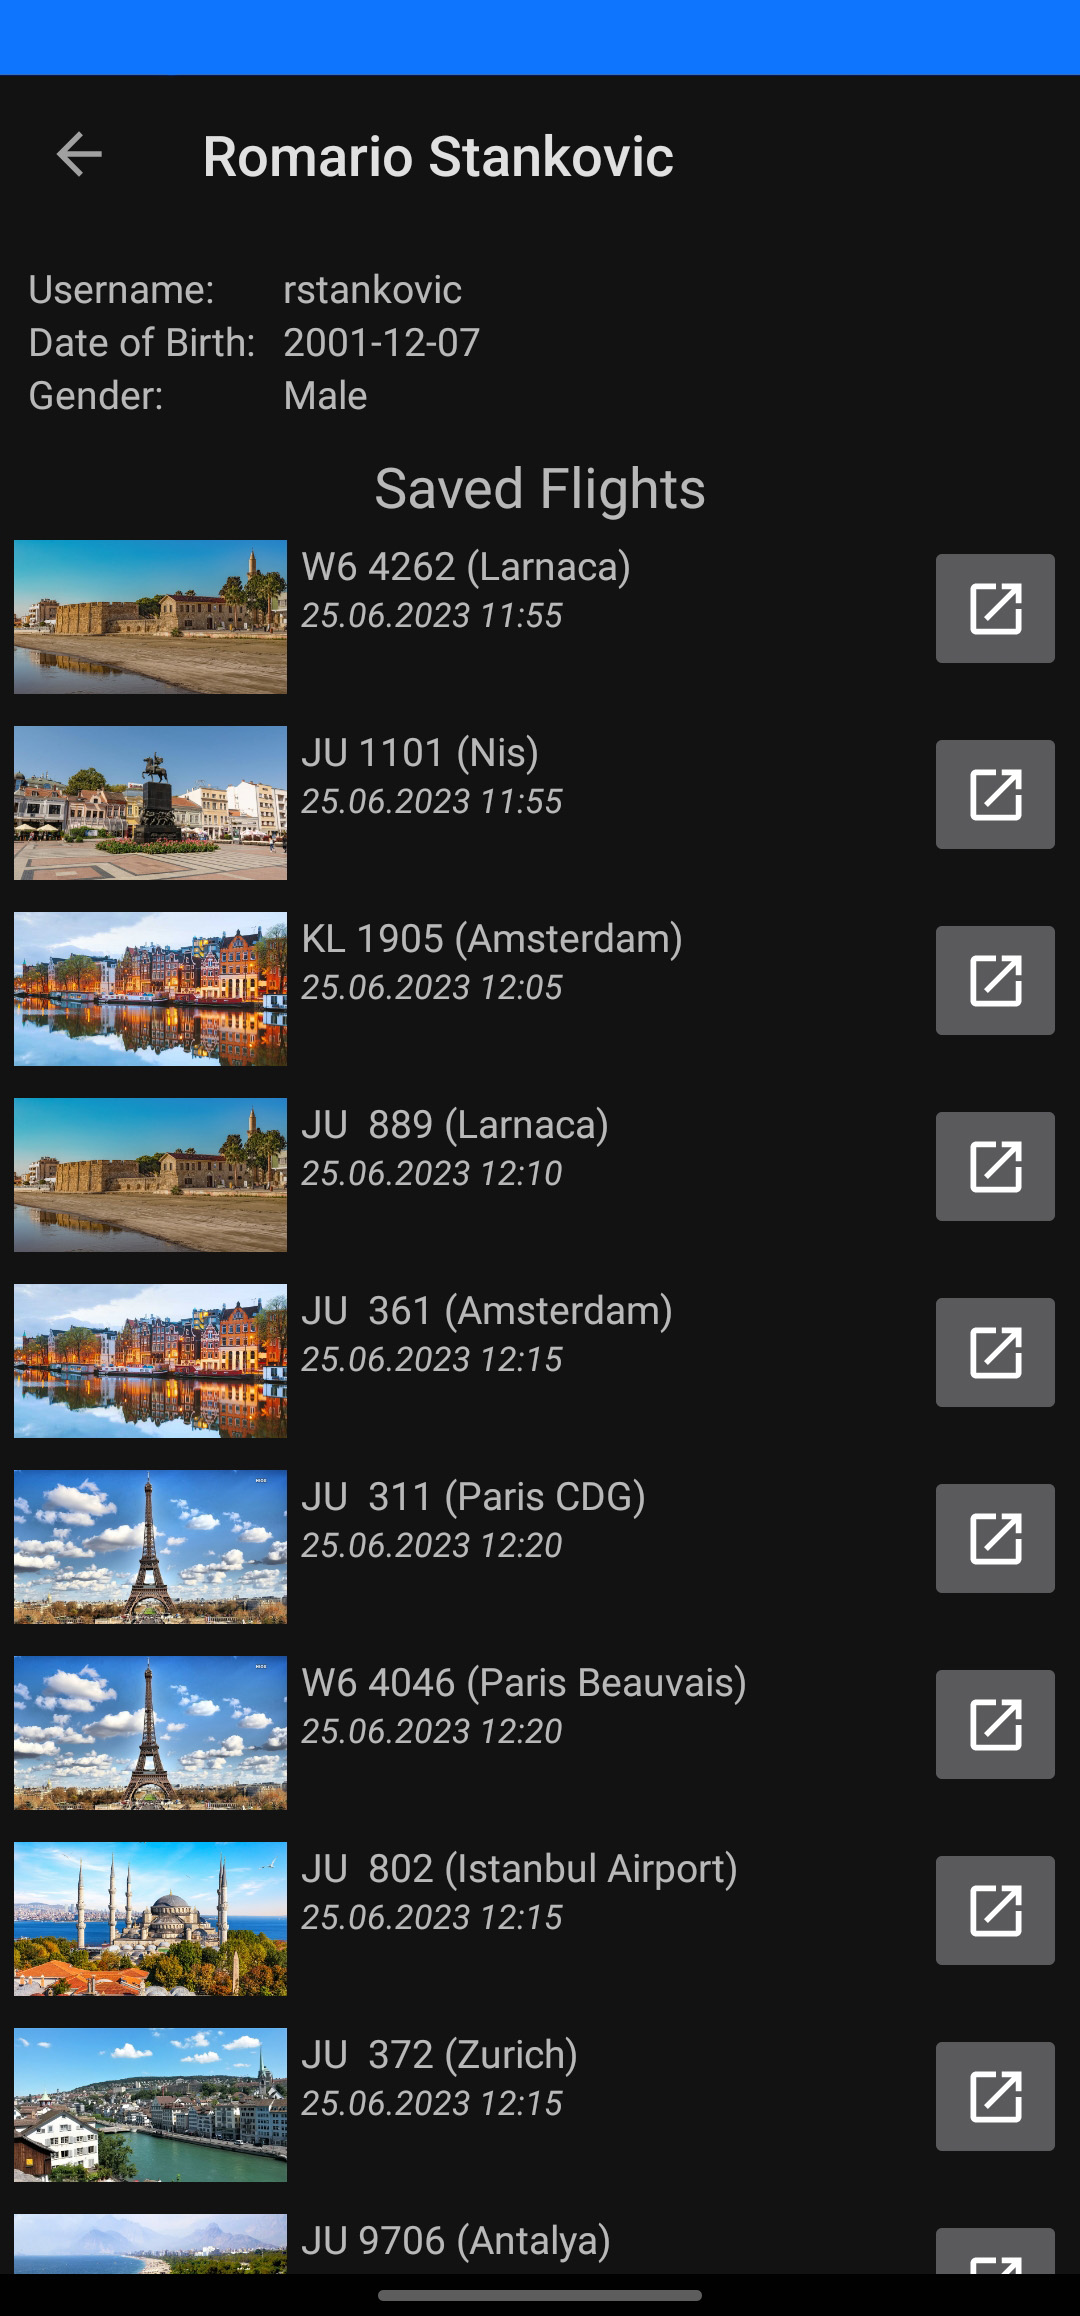 Romario Stankovic
Username: rstankovic
Date of Birth: 2001-12-07
Gender: Male
Saved Flights
W6 4262 (Larnaca)
25.06.2023 11:55
JU 1101 (Nis)
25.06.2023 11:55
KL 1905 (Amsterdam)
25.06.2023 12:05
JU  889 (Larnaca)
25.06.2023 12:10
JU  361 (Amsterdam)
25.06.2023 12:15
JU  311 (Paris CDG)
25.06.2023 12:20
W6 4046 (Paris Beauvais)
25.06.2023 12:20
JU  802 (Istanbul Airport)
25.06.2023 12:15
JU  372 (Zurich)
25.06.2023 12:15
JU 9706 (Antalya)